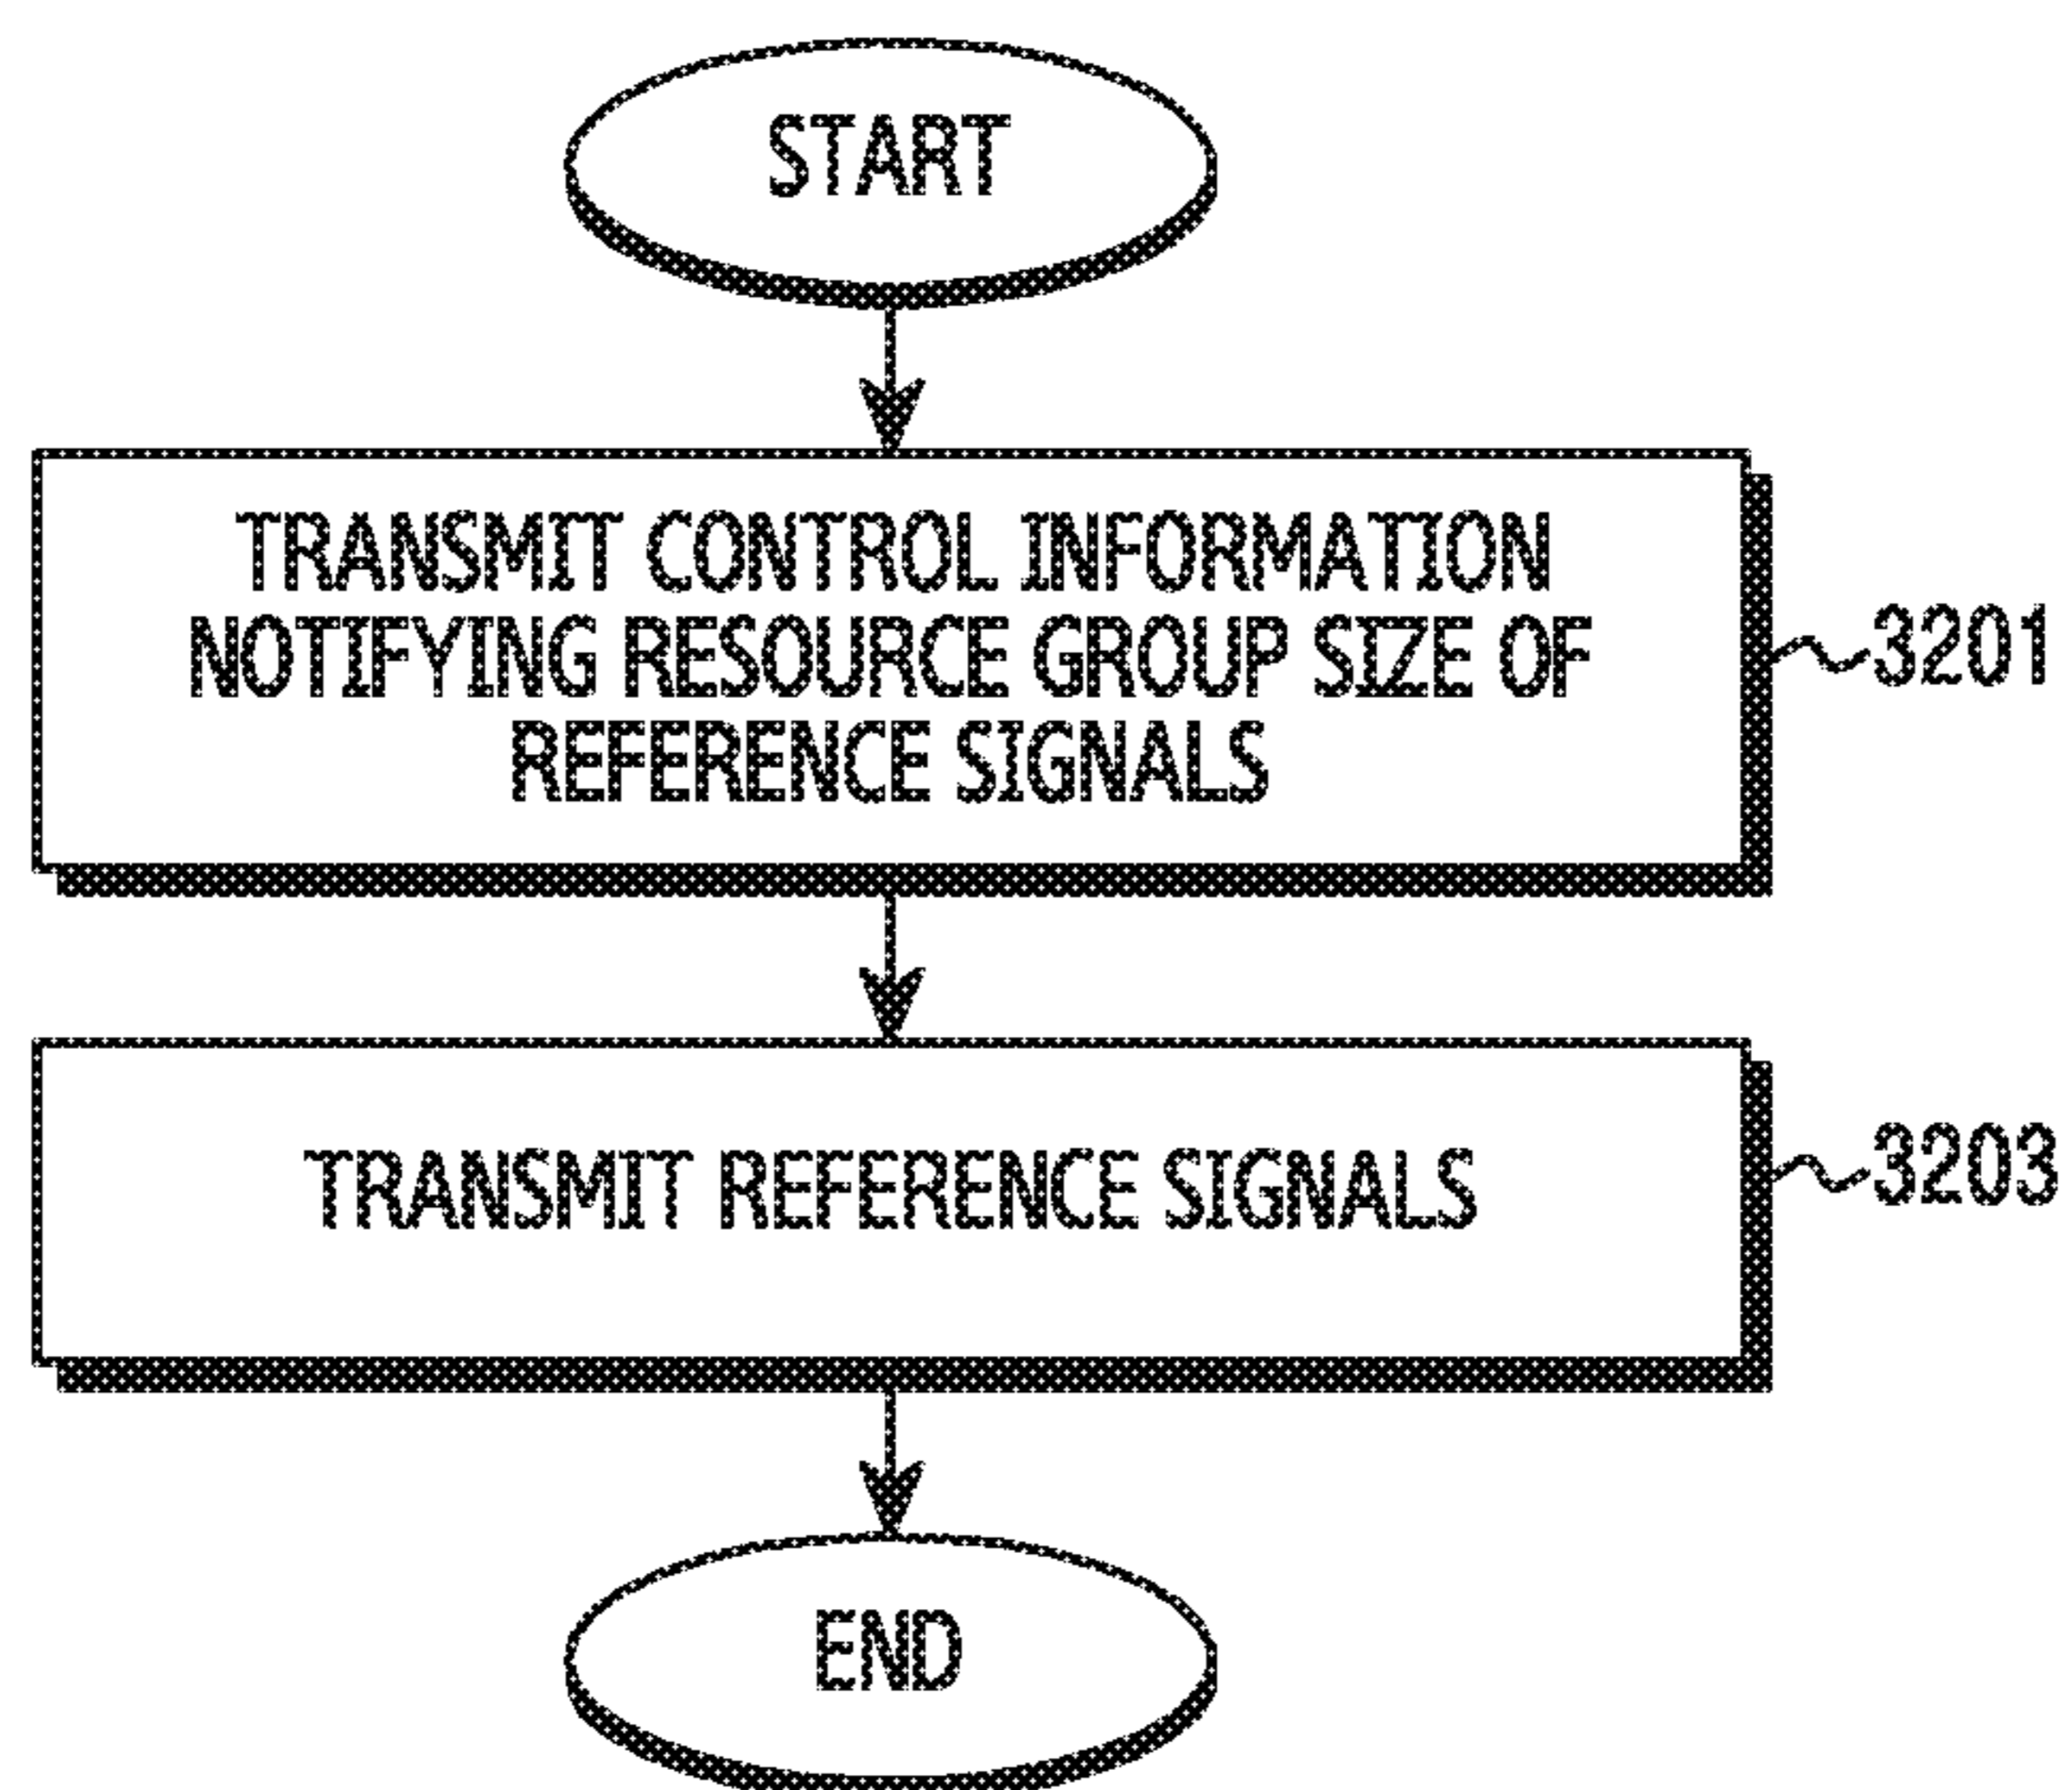 START
TRANSMIT CONTROL INFORMATION
NOTIFYING RESOURCE GROUP SIZE OF
REFERENCE SIGNALS
3201
TRANSMIT REFERENCE SIGNALS
3203
END